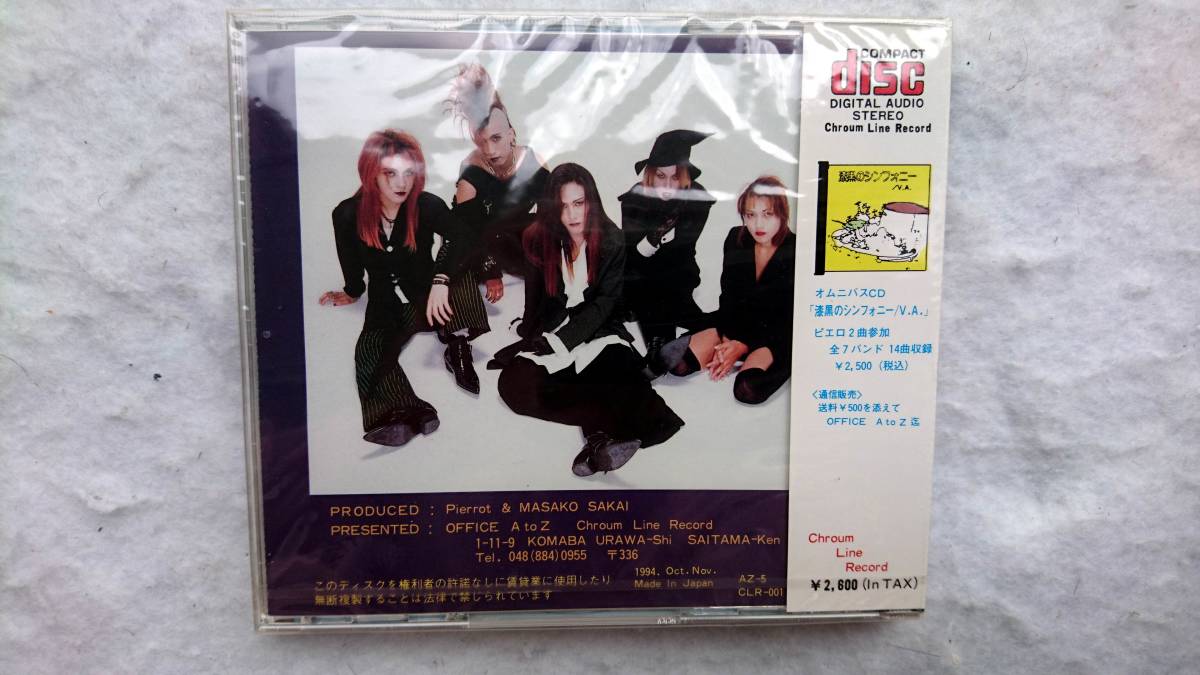 COMPACT
disc
DIGITAL AUDIO
STEREO
Chroum Line Record
漆黒のシンフォニー
/V.A.
オムニバスCD
「漆黒のシンフォニー/V.A.」
ピエロ2曲参加
全7バンド 14曲収録
￥2,500 (税込)
〈通信販売〉
送料￥500を添えて
OFFICE A to Z 迄
Chroum
Line
Record
￥2,600 (In TAX)
PRODUCED : Pierrot & MASAKO SAKAI
PRESENTED : OFFICE A to Z Chroum Line Record
1-11-9 KOMABA URAWA-Shi SAITAMA-Ken
Tel. 048(884)0955 〒336
このディスクを権利者の許諾なしに賃貸業に使用したり
無断複製することは法律で禁じられています
1994. Oct. Nov.
Made In Japan
AZ-5
CLR-001